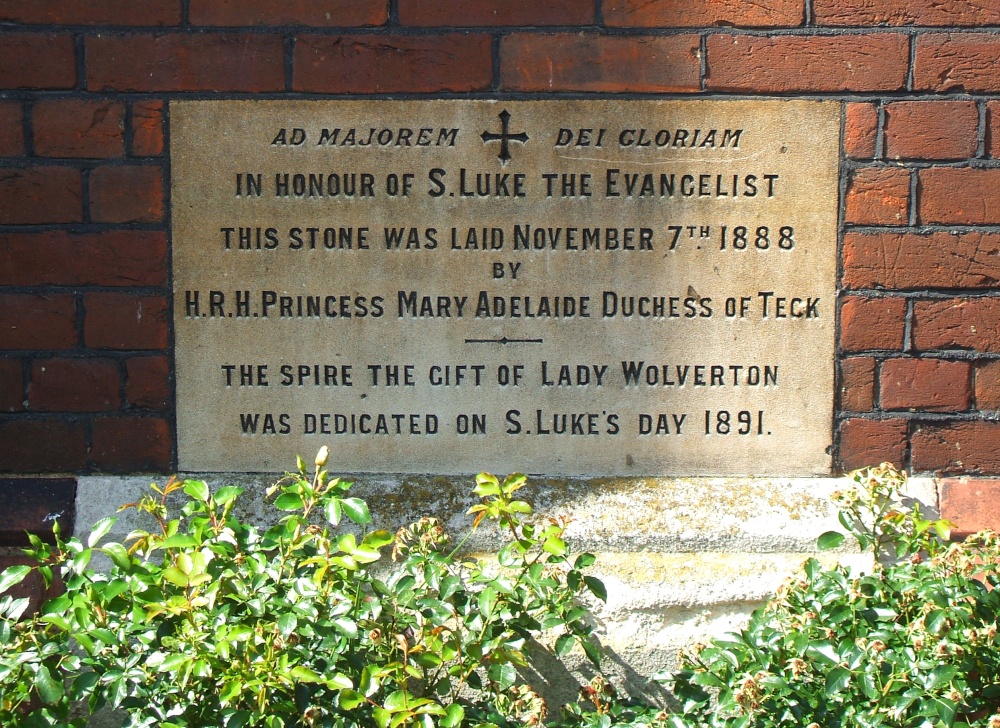 AD MAJOREM ✠ DEI GLORIAM
IN HONOUR OF S. LUKE THE EVANGELIST
THIS STONE WAS LAID NOVEMBER 7TH. 1888
BY
H.R.H. PRINCESS MARY ADELAIDE DUCHESS OF TECK
THE SPIRE THE GIFT OF LADY WOLVERTON
WAS DEDICATED ON S. LUKE'S DAY 1891.